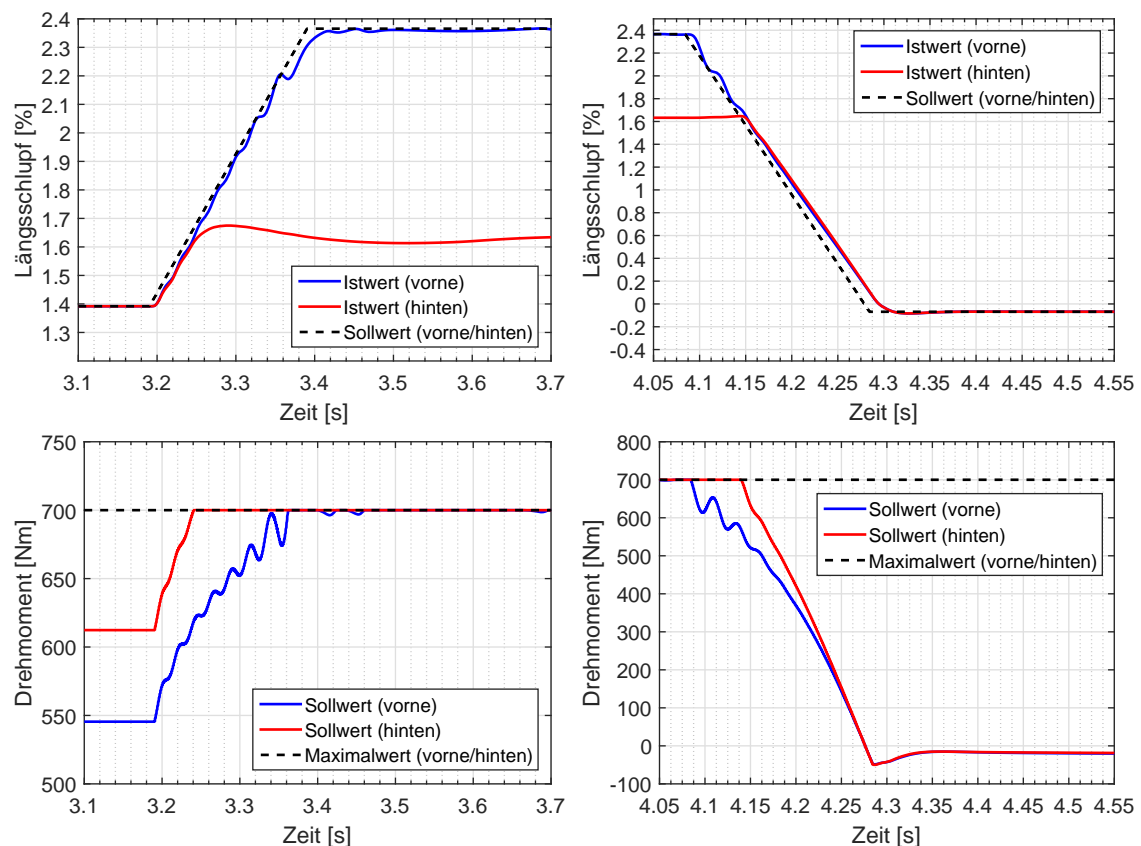 2.4
2.3
2.2
2.1
2
1.9
1.8
1.7
1.6
1.5
1.4
1.3
Längsschlupf [%]
3.1 3.2 3.3 3.4 3.5 3.6 3.7
Zeit [s]
Istwert (vorne)
Istwert (hinten)
Sollwert (vorne/hinten)
2.4
2.2
2
1.8
1.6
1.4
1.2
1
0.8
0.6
0.4
0.2
0
-0.2
-0.4
Längsschlupf [%]
4.05 4.1 4.15 4.2 4.25 4.3 4.35 4.4 4.45 4.5 4.55
Zeit [s]
Istwert (vorne)
Istwert (hinten)
Sollwert (vorne/hinten)
750
700
650
600
550
500
Drehmoment [Nm]
3.1 3.2 3.3 3.4 3.5 3.6 3.7
Zeit [s]
Sollwert (vorne)
Sollwert (hinten)
Maximalwert (vorne/hinten)
800
700
600
500
400
300
200
100
0
-100
Drehmoment [Nm]
4.05 4.1 4.15 4.20 4.25 4.3 4.35 4.4 4.45 4.5 4.55
Zeit [s]
Sollwert (vorne)
Sollwert (hinten)
Maximalwert (vorne/hinten)